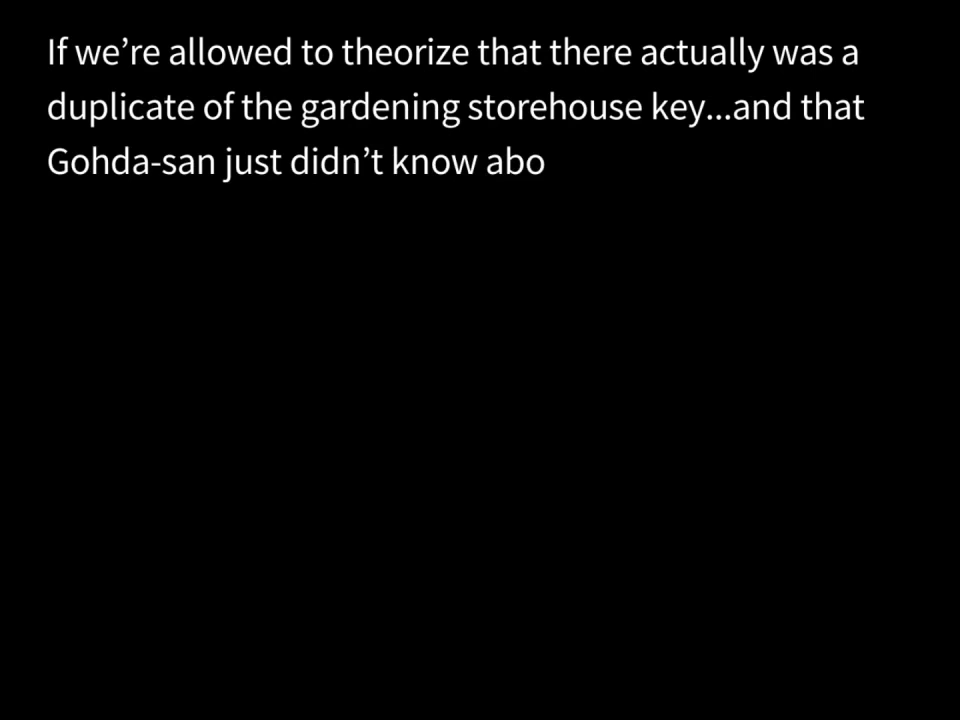 If we’re allowed to theorize that there actually was a
duplicate of the gardening storehouse key...and that
Gohda-san just didn’t know abo